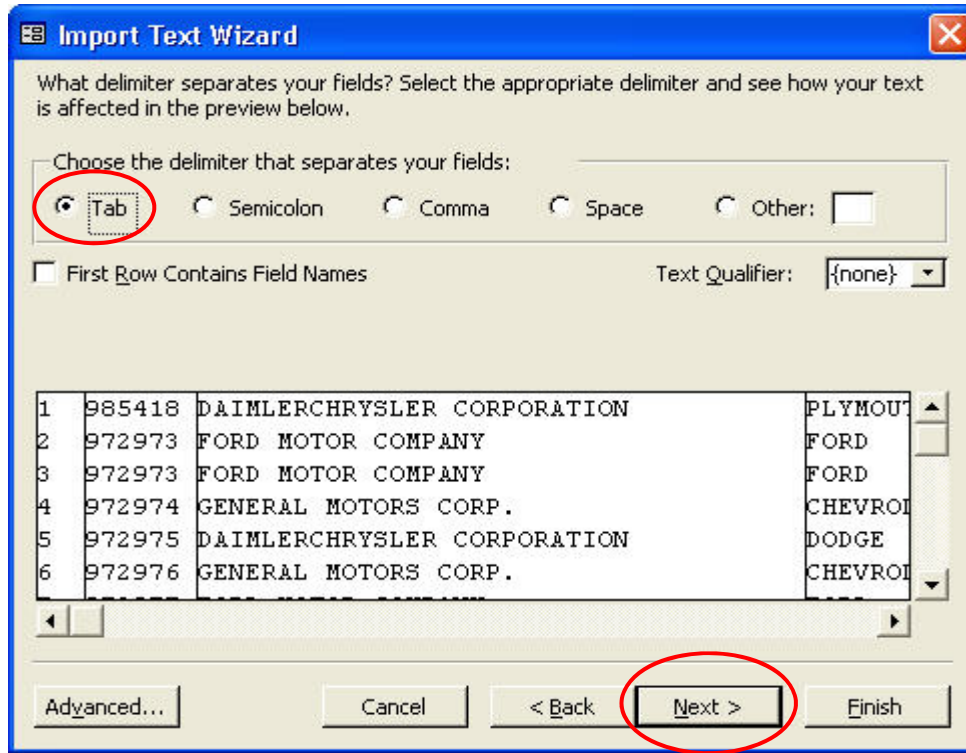 Import Text Wizard
What delimiter separates your fields? Select the appropriate delimiter and see how your text
is affected in the preview below.
Choose the delimiter that separates your fields:
Tab Semicolon Comma Space Other:
First Row Contains Field Names Text Qualifier: {none}
1 985418 DAIMLERCHRYSLER CORPORATION PLYMOUT
2 972973 FORD MOTOR COMPANY FORD
3 972973 FORD MOTOR COMPANY FORD
4 972974 GENERAL MOTORS CORP. CHEVROL
5 972975 DAIMLERCHRYSLER CORPORATION DODGE
6 972976 GENERAL MOTORS CORP. CHEVROL
Advanced... Cancel < Back Next > Finish